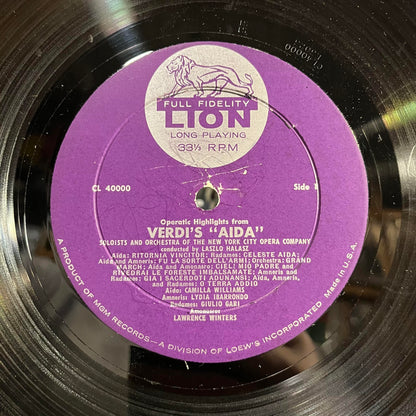 FULL FIDELITY
LION
LONG PLAYING
33⅓ RPM
CL 40000
Side 1
Operatic Highlights from
VERDI'S "AIDA"
SOLOISTS AND ORCHESTRA OF THE NEW YORK CITY OPERA COMPANY
conducted by LASZLO HALASZ
Aida: RITORNIA VINCITOR; Radames: CELESTE AIDA;
Aida and Amneris: FU LA SORTE DELL'ARMI; Orchestra: GRAND
MARCH; Aida and Amonasro: CIELI MIO PADRE and
RIVEDRAI LE FORESTE IMBALSAMATE; Amneris and
Radames: GIA I SACERDOTI ADUNANSI; Aida, Amneris and
Radames: O TERRA ADDIO
Aida: CAMILLA WILLIAMS
Amneris: LYDIA IBARRONDO
Radames: GIULIO GARI
Amonasro:
LAWRENCE WINTERS
A PRODUCT OF MGM RECORDS—A DIVISION OF LOEW'S INCORPORATED. Made in U.S.A.